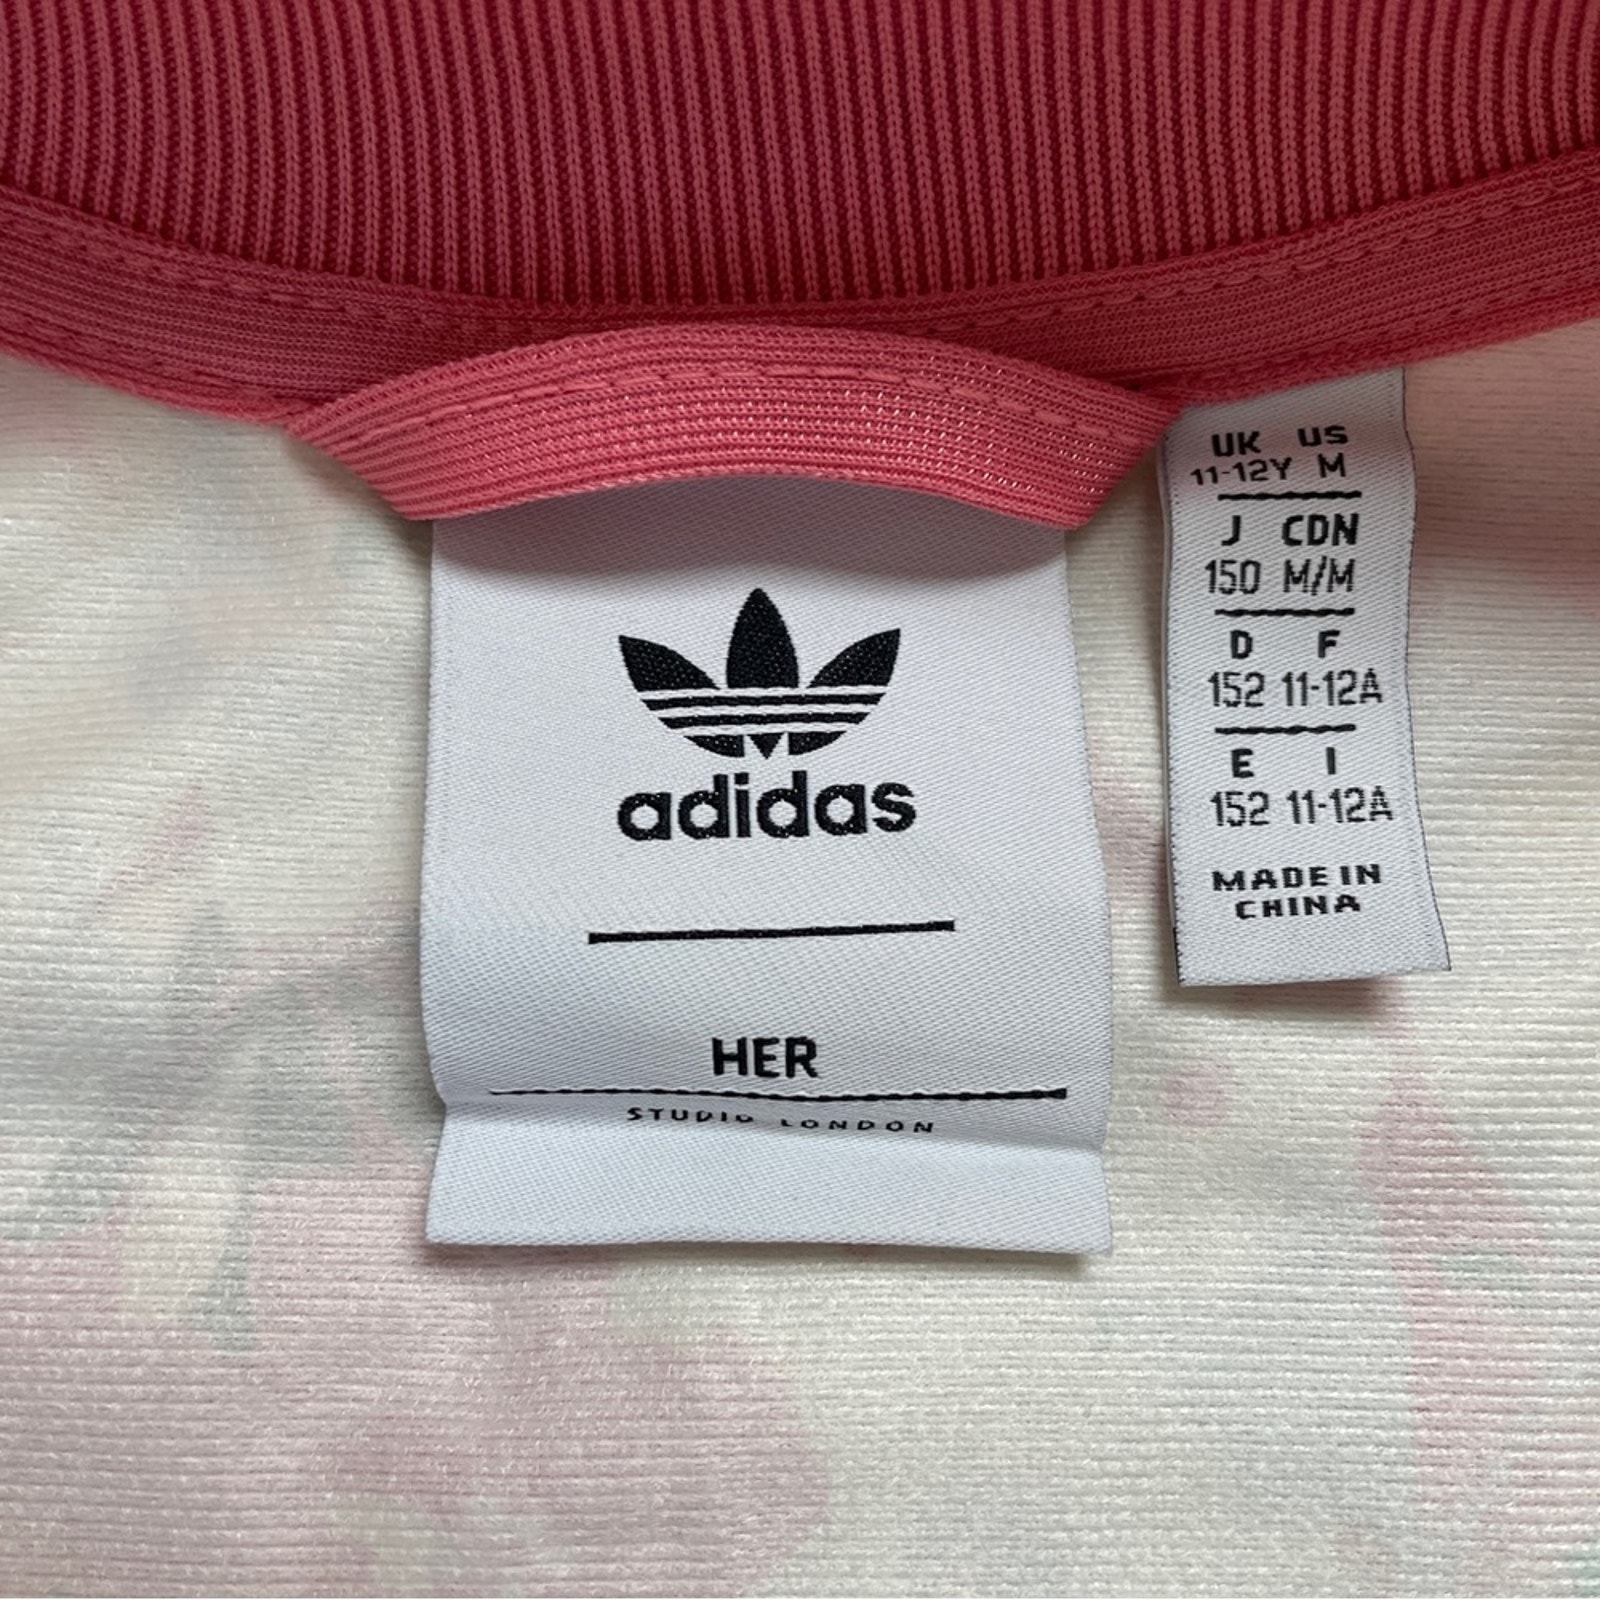 adidas
HER
STUDIO LONDON
UK US
11-12Y M
J CDN
150 M/M
D F
152 11-12A
E I
152 11-12A
MADE IN
CHINA